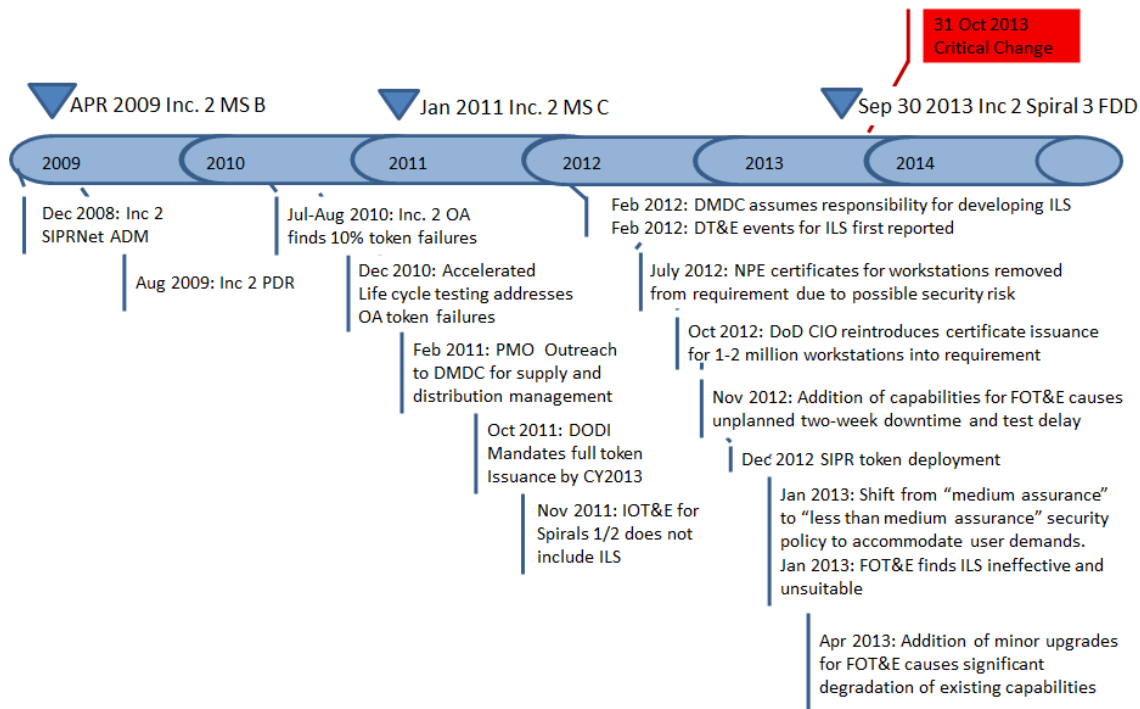 31 Oct 2013
Critical Change
APR 2009 Inc. 2 MS B
Jan 2011 Inc. 2 MS C
Sep 30 2013 Inc 2 Spiral 3 FDD
2009
2010
2011
2012
2013
2014
Dec 2008: Inc 2
SIPRNet ADM
Aug 2009: Inc 2 PDR
Jul-Aug 2010: Inc. 2 OA
finds 10% token failures
Dec 2010: Accelerated
Life cycle testing addresses
OA token failures
Feb 2011: PMO Outreach
to DMDC for supply and
distribution management
Oct 2011: DODI
Mandates full token
Issuance by CY2013
Nov 2011: IOT&E for
Spirals 1/2 does not
include ILS
Feb 2012: DMDC assumes responsibility for developing ILS
Feb 2012: DT&E events for ILS first reported
July 2012: NPE certificates for workstations removed
from requirement due to possible security risk
Oct 2012: DoD CIO reintroduces certificate issuance
for 1-2 million workstations into requirement
Nov 2012: Addition of capabilities for FOT&E causes
unplanned two-week downtime and test delay
Dec 2012 SIPR token deployment
Jan 2013: Shift from “medium assurance”
to “less than medium assurance” security
policy to accommodate user demands.
Jan 2013: FOT&E finds ILS ineffective and
unsuitable
Apr 2013: Addition of minor upgrades
for FOT&E causes significant
degradation of existing capabilities